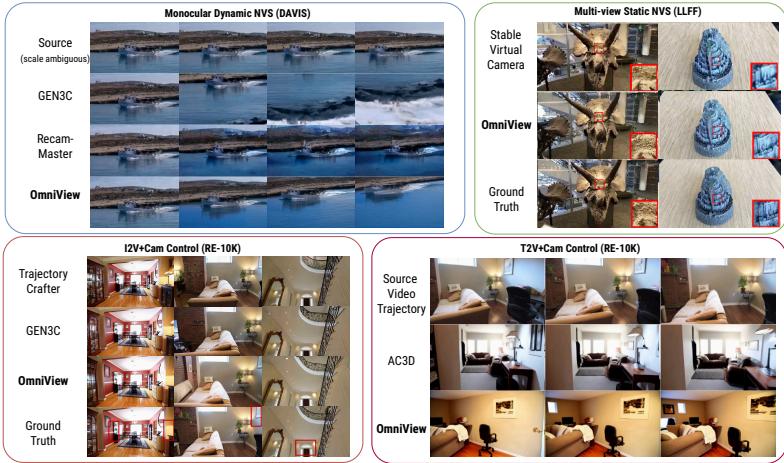 Monocular Dynamic NVS (DAVIS)
Source
(scale ambiguous)
GEN3C
Recam-
Master
OmniView
Multi-view Static NVS (LLFF)
Stable
Virtual
Camera
OmniView
Ground
Truth
I2V+Cam Control (RE-10K)
Trajectory
Crafter
GEN3C
OmniView
Ground
Truth
T2V+Cam Control (RE-10K)
Source
Video
Trajectory
AC3D
OmniView